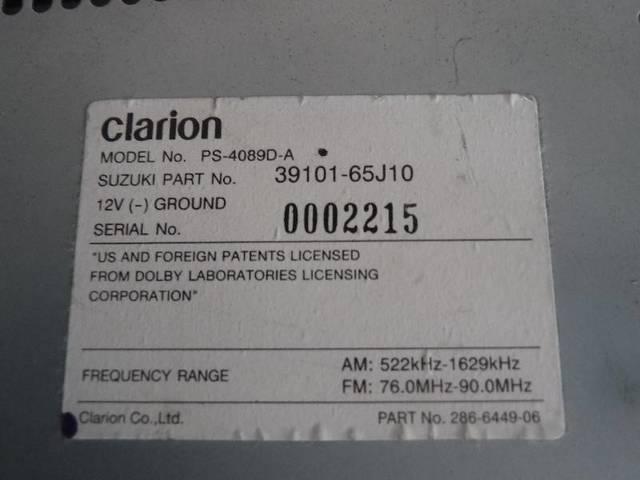 clarion
MODEL No. PS-4089D-A
SUZUKI PART No. 39101-65J10
12V (-) GROUND
SERIAL No. 0002215
"US AND FOREIGN PATENTS LICENSED
FROM DOLBY LABORATORIES LICENSING
CORPORATION"
FREQUENCY RANGE
AM: 522kHz-1629kHz
FM: 76.0MHz-90.0MHz
Clarion Co.,Ltd. PART No. 286-6449-06